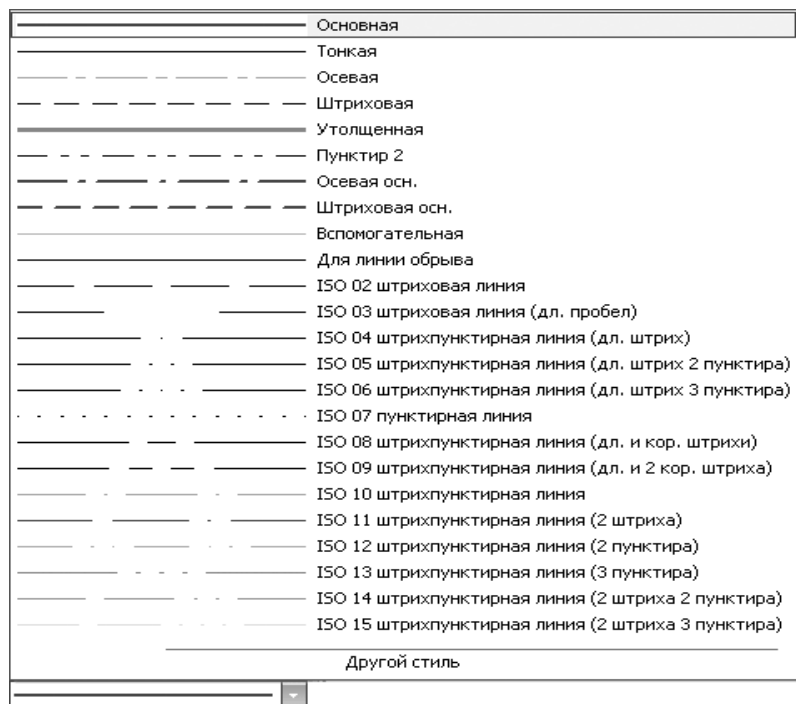 Основная
Тонкая
Осевая
Штриховая
Утолщенная
Пунктир 2
Осевая осн.
Штриховая осн.
Вспомогательная
Для линии обрыва
ISO 02 штриховая линия
ISO 03 штриховая линия (дл. пробел)
ISO 04 штрихпунктирная линия (дл. штрих)
ISO 05 штрихпунктирная линия (дл. штрих 2 пунктира)
ISO 06 штрихпунктирная линия (дл. штрих 3 пунктира)
ISO 07 пунктирная линия
ISO 08 штрихпунктирная линия (дл. и кор. штрихи)
ISO 09 штрихпунктирная линия (дл. и 2 кор. штриха)
ISO 10 штрихпунктирная линия
ISO 11 штрихпунктирная линия (2 штриха)
ISO 12 штрихпунктирная линия (2 пунктира)
ISO 13 штрихпунктирная линия (3 пунктира)
ISO 14 штрихпунктирная линия (2 штриха 2 пунктира)
ISO 15 штрихпунктирная линия (2 штриха 3 пунктира)
Другой стиль